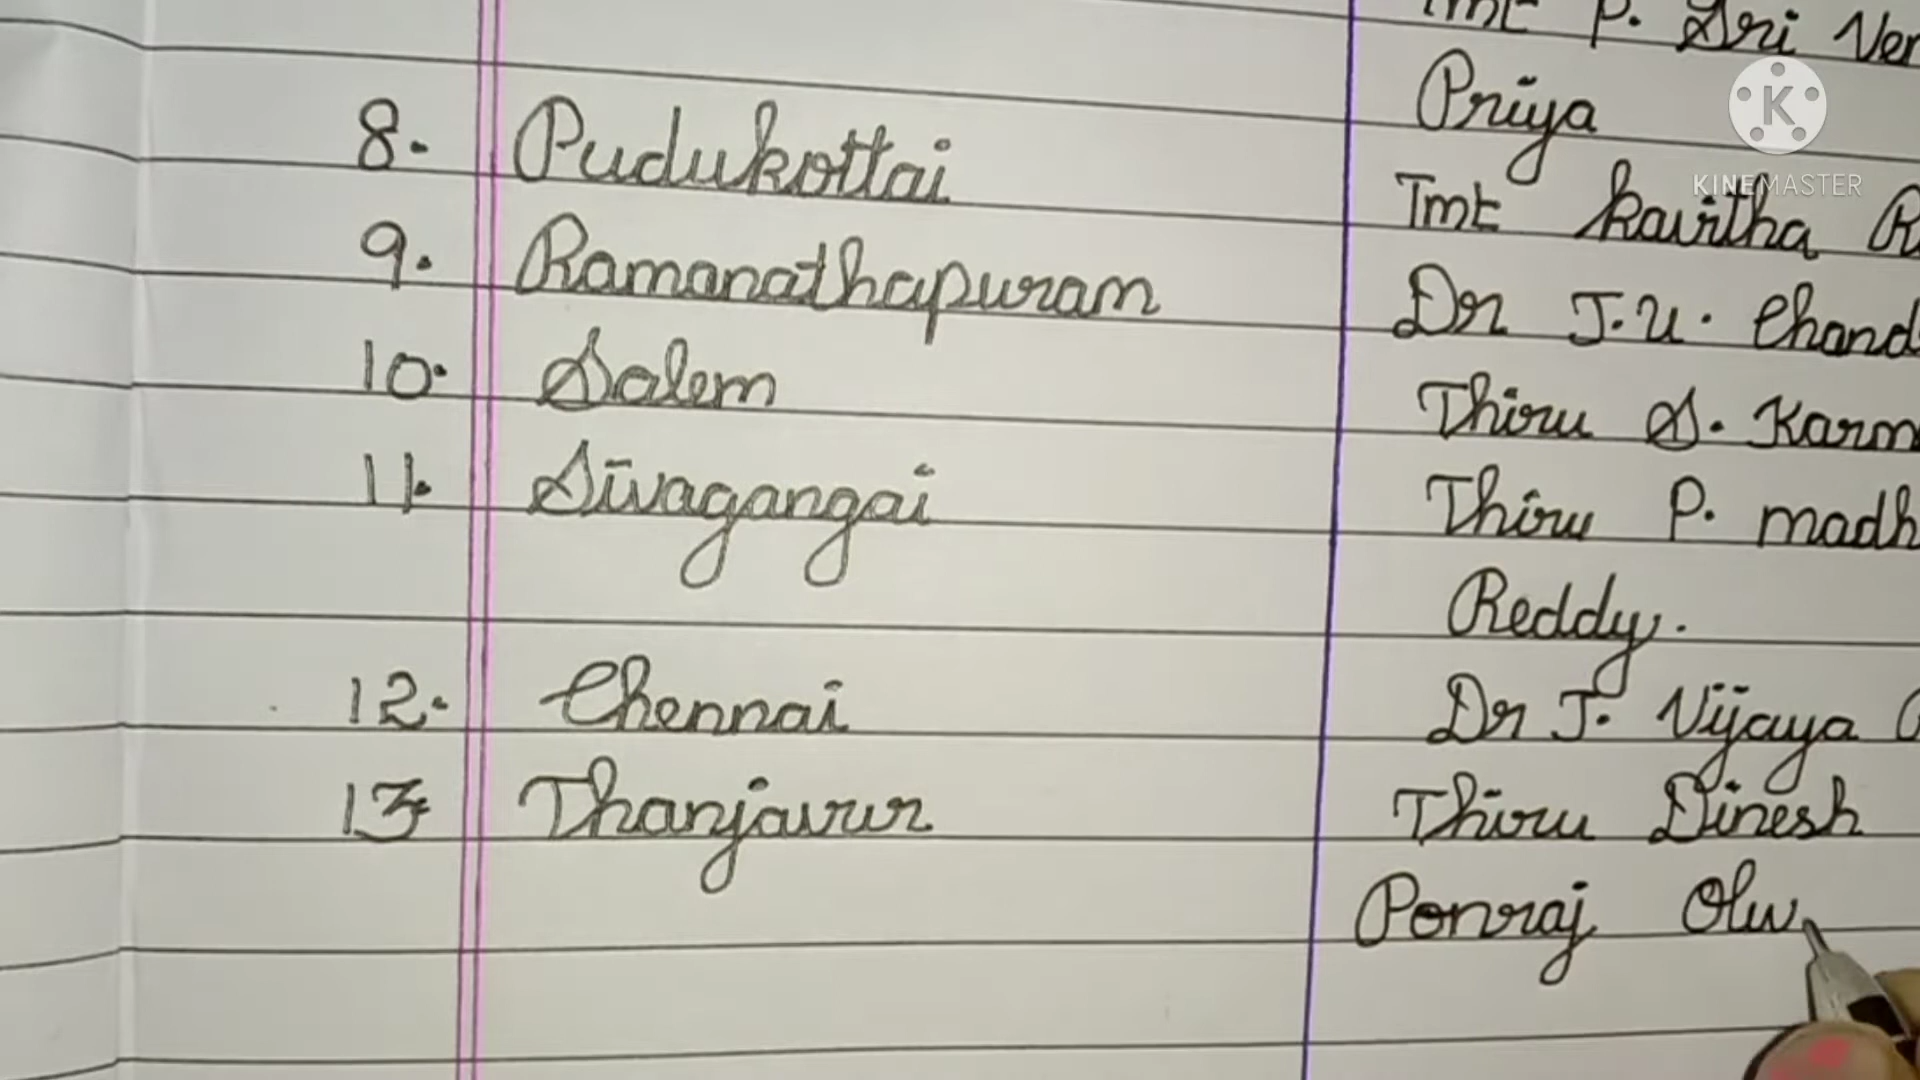 Tmt P. Sri Ven
Priya
8. Pudukottai
Tmt Kavitha R
9. Ramanathapuram
Dr J.U. Chand
10. Salem
Thiru S. Karm
11. Sivagangai
Thiru P. madh
Reddy.
12. Chennai
Dr J. Vijaya
13. Thanjavur
Thiru Dinesh
Ponraj Oliv
KINEMASTER